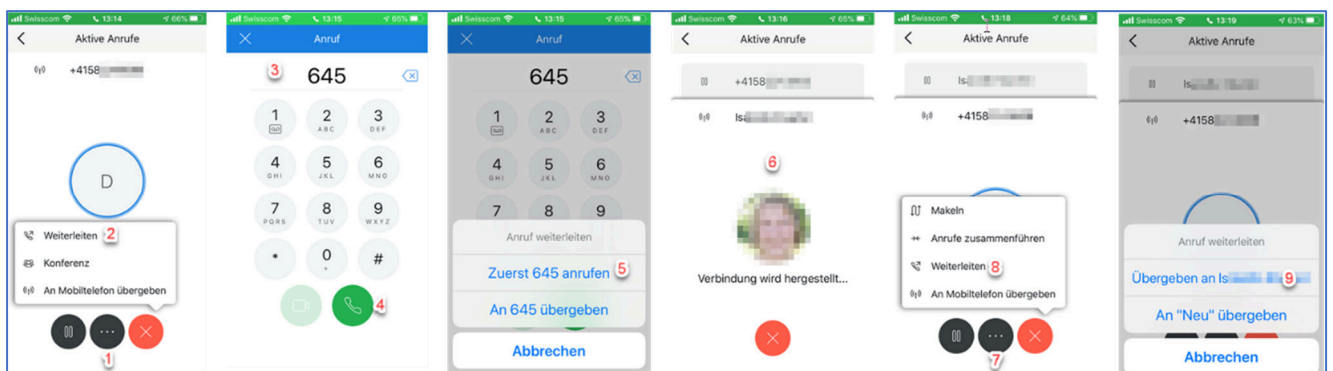 Swisscom 13:14 66%
Aktive Anrufe
+4158
D
Weiterleiten 2
Konferenz
An Mobiltelefon übergeben
1
Swisscom 13:15 65%
Anruf
3 645
1 2 3
ABC DEF
4 5 6
GHI JKL MNO
7 8 9
PQRS TUV WXYZ
* 0 #
4
Swisscom 13:15 65%
Anruf
645
1 2 3
ABC DEF
4 5 6
GHI JKL MNO
7 8 9
Anruf weiterleiten
Zuerst 645 anrufen 5
An 645 übergeben
Abbrechen
Swisscom 13:16 65%
Aktive Anrufe
+4158
Isa
6
Verbindung wird hergestellt...
Swisscom 13:18 64%
Aktive Anrufe
Is
+4158
Makeln
Anrufe zusammenführen
Weiterleiten 8
An Mobiltelefon übergeben
7
Swisscom 13:19 63%
Aktive Anrufe
Is
+4158
Anruf weiterleiten
Übergeben an Is 9
An "Neu" übergeben
Abbrechen